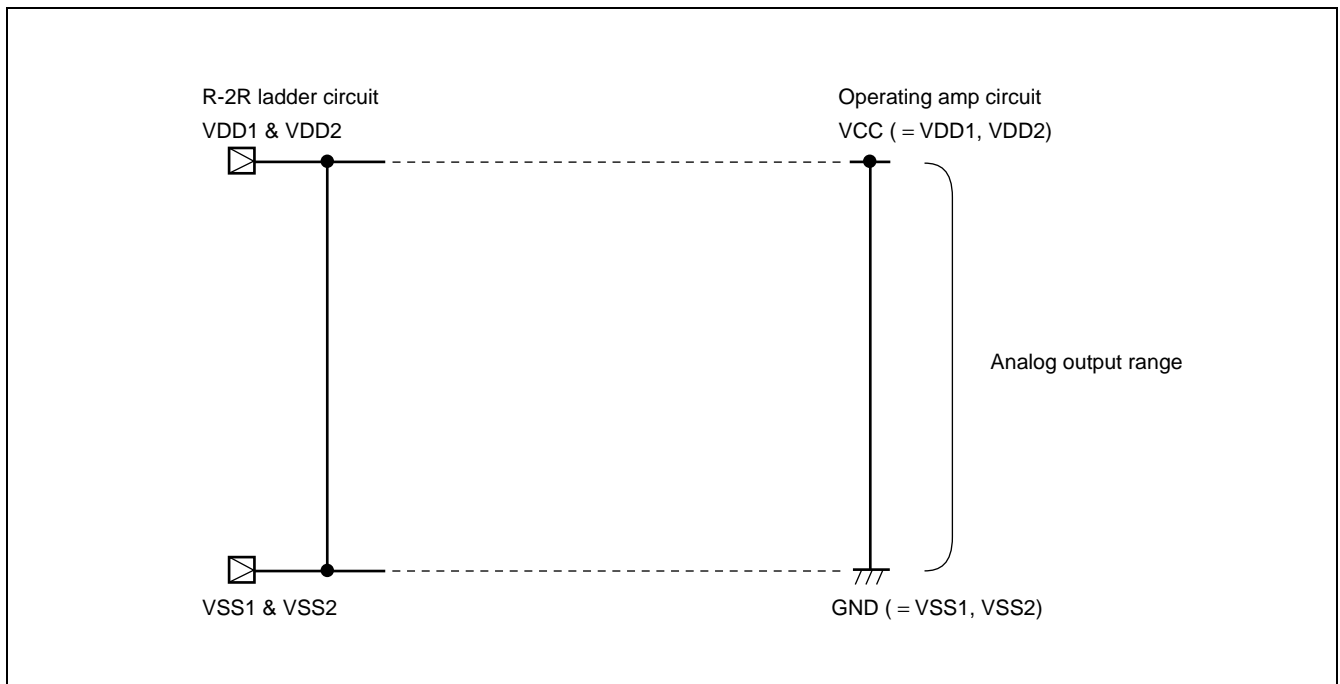 R-2R ladder circuit
VDD1 & VDD2
Operating amp circuit
VCC ( = VDD1, VDD2)
Analog output range
VSS1 & VSS2
GND ( = VSS1, VSS2)